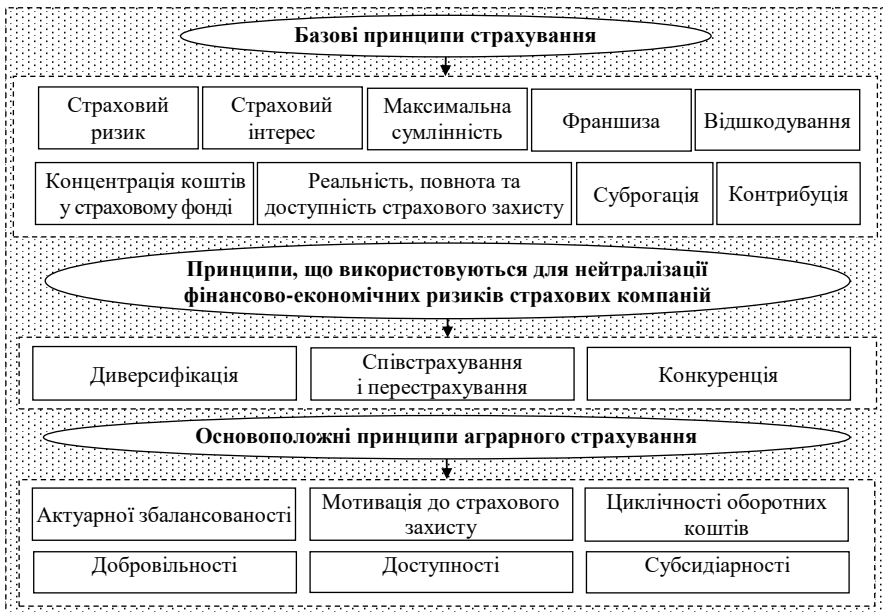 Базові принципи страхування
Страховий
ризик
Страховий
інтерес
Максимальна
сумлінність
Франшиза
Відшкодування
Концентрація коштів
у страховому фонді
Реальність, повнота та
доступність страхового захисту
Суброгація
Контрибуція
Принципи, що використовуються для нейтралізації
фінансово-економічних ризиків страхових компаній
Диверсифікація
Співстрахування
і перестрахування
Конкуренція
Основоположні принципи аграрного страхування
Актуарної збалансованості
Мотивація до страхового
захисту
Циклічності оборотних
коштів
Добровільності
Доступності
Субсидіарності